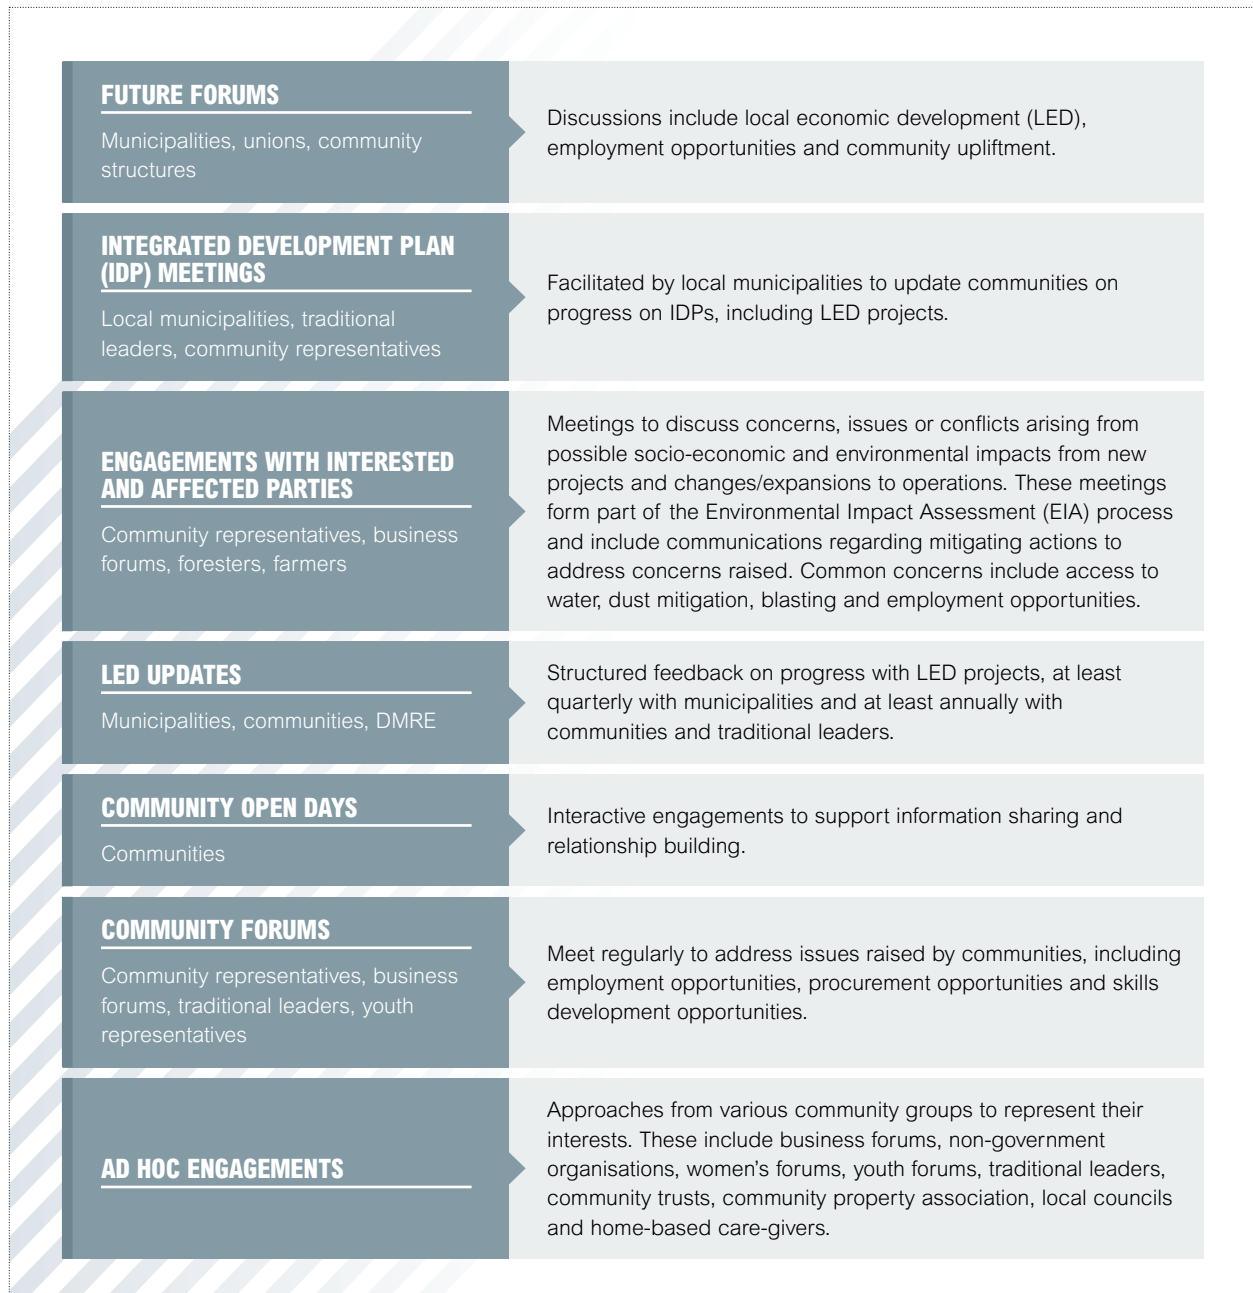 FUTURE FORUMS
Municipalities, unions, community
structures
Discussions include local economic development (LED),
employment opportunities and community upliftment.
INTEGRATED DEVELOPMENT PLAN
(IDP) MEETINGS
Local municipalities, traditional
leaders, community representatives
Facilitated by local municipalities to update communities on
progress on IDPs, including LED projects.
ENGAGEMENTS WITH INTERESTED
AND AFFECTED PARTIES
Community representatives, business
forums, foresters, farmers
Meetings to discuss concerns, issues or conflicts arising from
possible socio-economic and environmental impacts from new
projects and changes/expansions to operations. These meetings
form part of the Environmental Impact Assessment (EIA) process
and include communications regarding mitigating actions to
address concerns raised. Common concerns include access to
water, dust mitigation, blasting and employment opportunities.
LED UPDATES
Municipalities, communities, DMRE
Structured feedback on progress with LED projects, at least
quarterly with municipalities and at least annually with
communities and traditional leaders.
COMMUNITY OPEN DAYS
Communities
Interactive engagements to support information sharing and
relationship building.
COMMUNITY FORUMS
Community representatives, business
forums, traditional leaders, youth
representatives
Meet regularly to address issues raised by communities, including
employment opportunities, procurement opportunities and skills
development opportunities.
AD HOC ENGAGEMENTS
Approaches from various community groups to represent their
interests. These include business forums, non-government
organisations, women’s forums, youth forums, traditional leaders,
community trusts, community property association, local councils
and home-based care-givers.